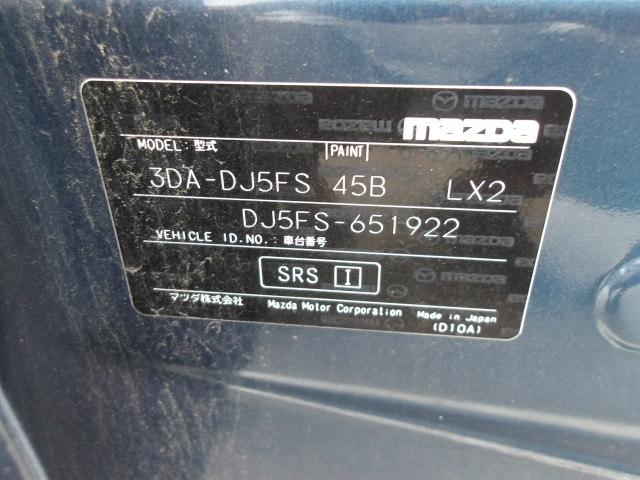 mazda
MODEL: 型式 PAINT
3DA-DJ5FS 45B LX2
DJ5FS-651922
VEHICLE ID.NO.: 車台番号
SRS I
マツダ株式会社 Mazda Motor Corporation Made in Japan
(D10A)